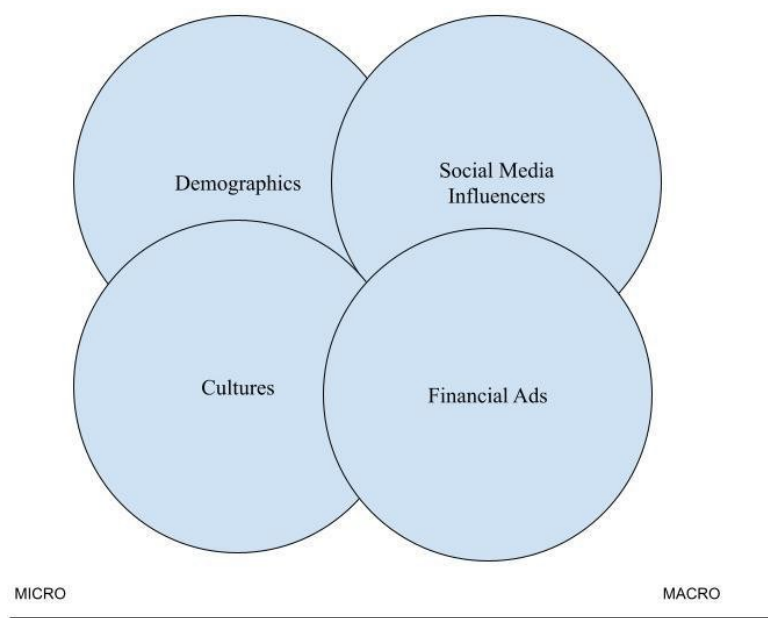 Demographics
Social Media
Influencers
Cultures
Financial Ads
MICRO
MACRO